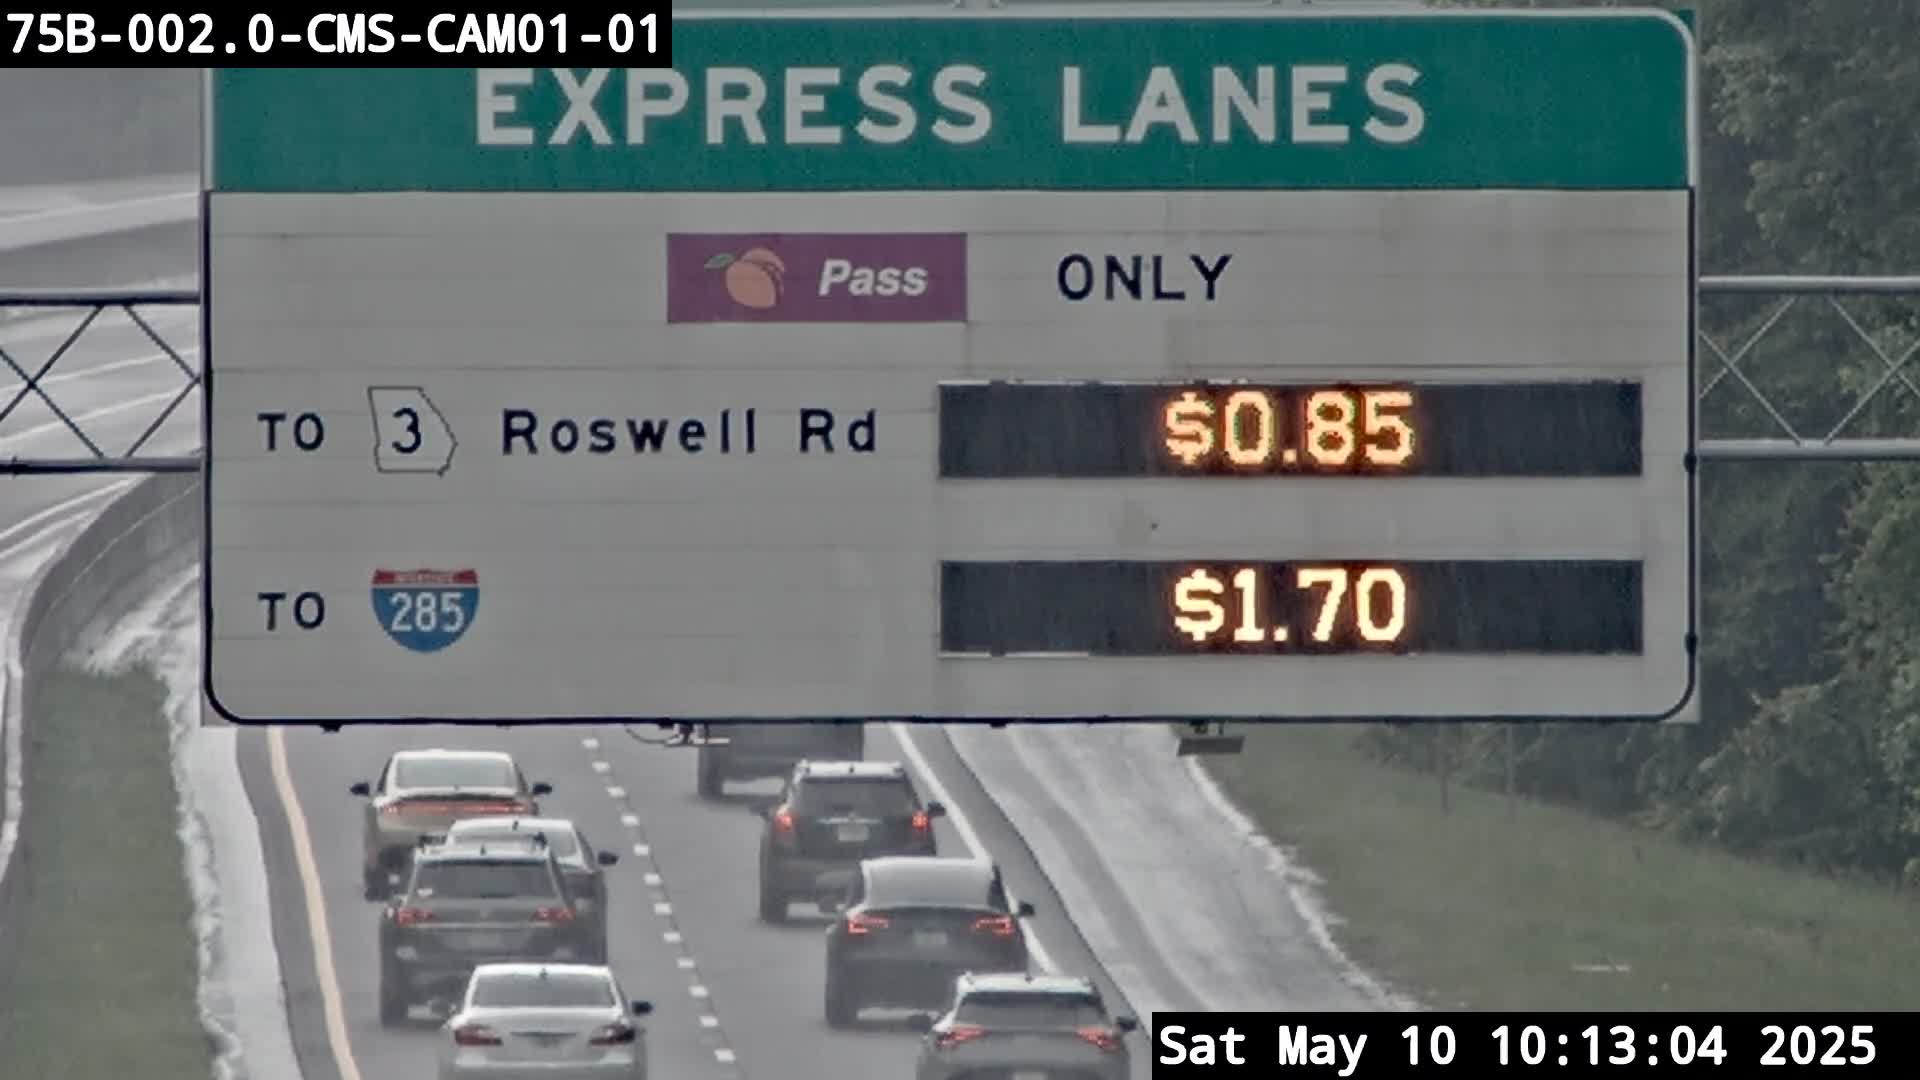 75B-002.0-CMS-CAM01-01
EXPRESS LANES
Pass ONLY
TO 3 Roswell Rd $0.85
TO INTERSTATE 285 $1.70
Sat May 10 10:13:04 2025